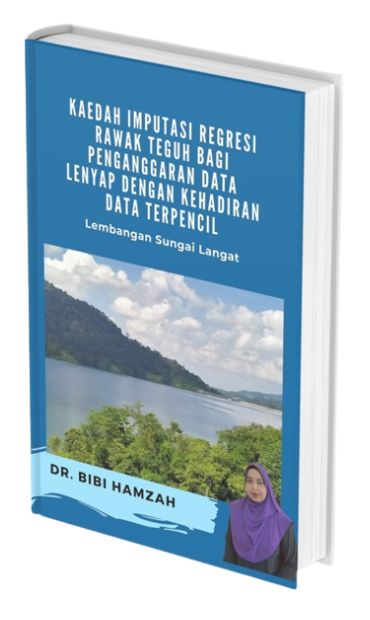 KAEDAH IMPUTASI REGRESI
RAWAK TEGUH BAGI
PENGANGGARAN DATA
LENYAP DENGAN KEHADIRAN
DATA TERPENCIL
Lembangan Sungai Langat
DR. BIBI HAMZAH